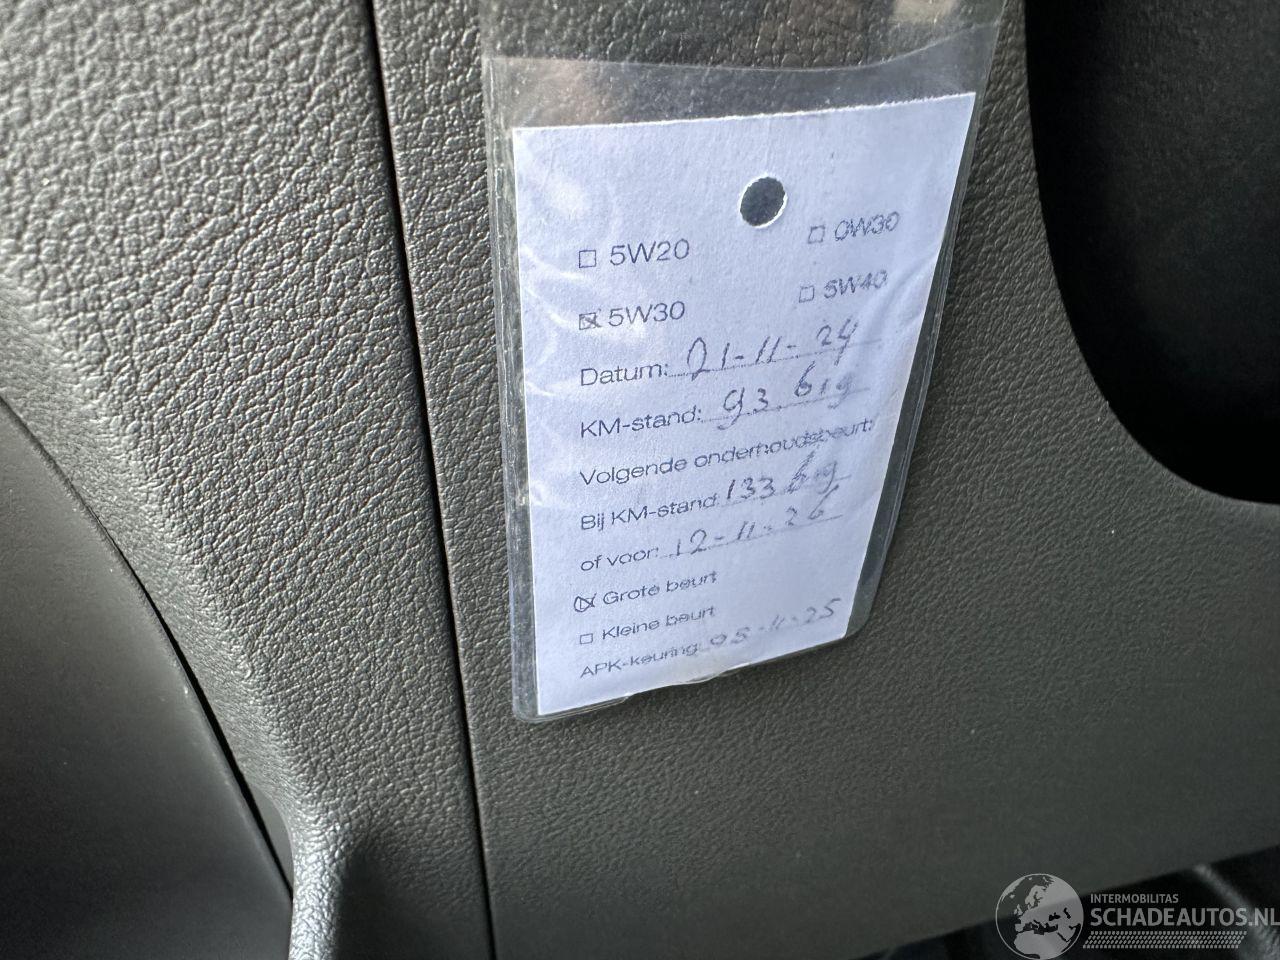 ☐ 5W20 ☐ 0W30
☒ 5W30 ☐ 5W40
Datum: 21-11-24
KM-stand: 93.619
Volgende onderhoudsbeurt:
Bij KM-stand: 133 619
of voor: 12-11-26
☒ Grote beurt
☐ Kleine beurt
APK-keuring: 05-11-25
INTERMOBILITAS
SCHADEAUTOS.NL